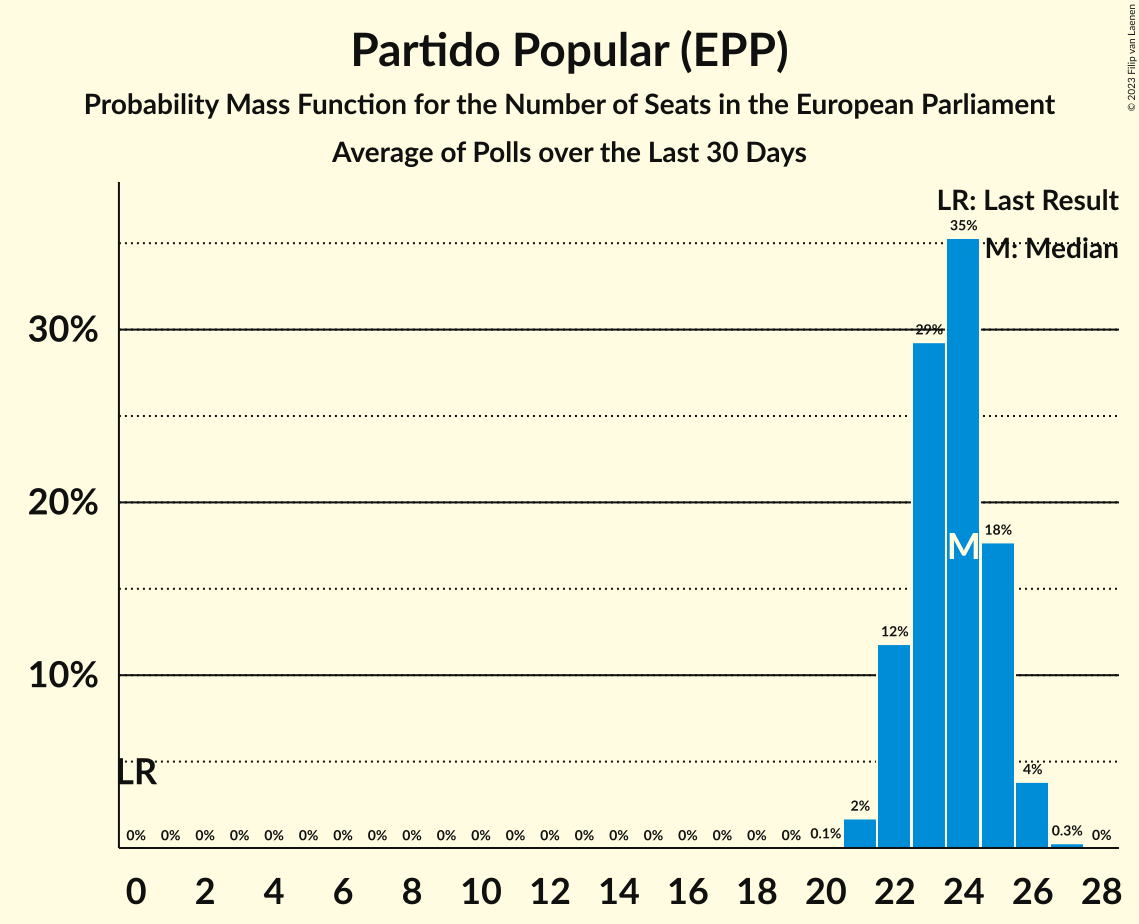 Partido Popular (EPP)
Probability Mass Function for the Number of Seats in the European Parliament
Average of Polls over the Last 30 Days
© 2023 Filip van Laenen
LR: Last Result
M: Median
35%
30%
29%
20%
18%
M
12%
10%
LR
4%
2%
0% 0% 0% 0% 0% 0% 0% 0% 0% 0% 0% 0% 0% 0% 0% 0% 0% 0% 0% 0% 0.1% 0.3% 0%
0 2 4 6 8 10 12 14 16 18 20 22 24 26 28